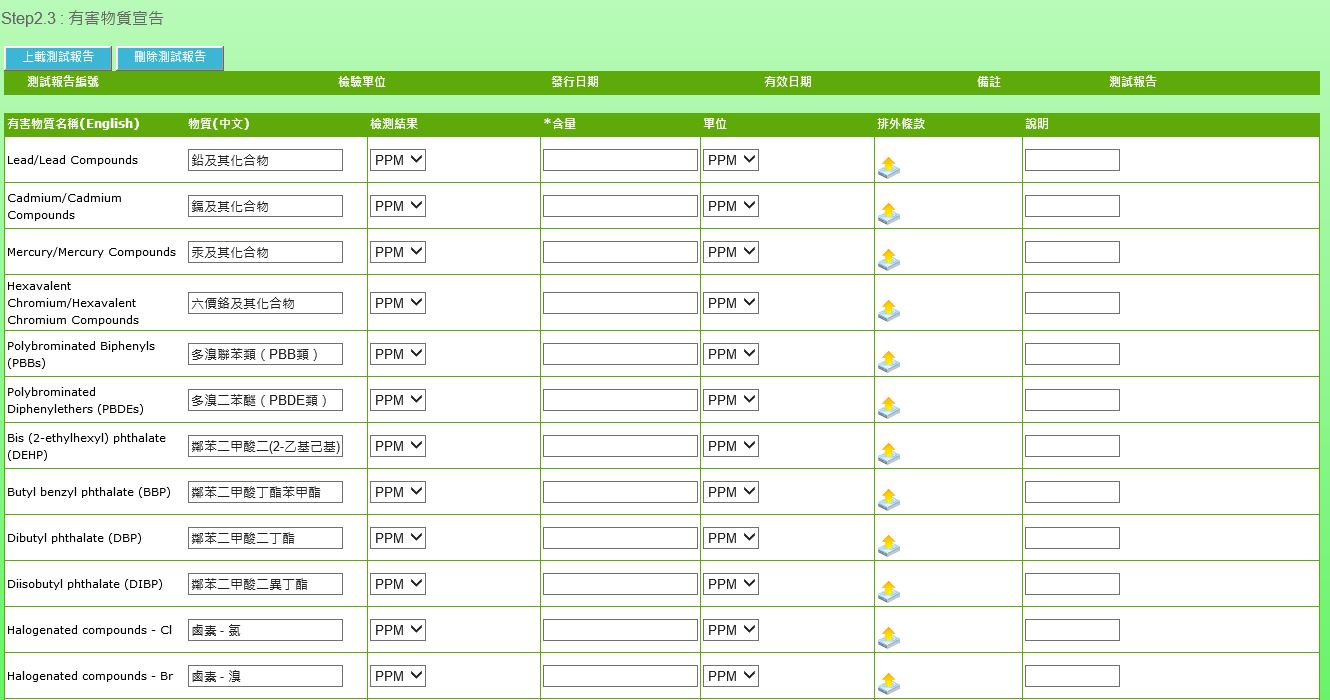 Step2.3 : 有害物質宣告
上載測試報告 刪除測試報告
測試報告編號 檢驗單位 發行日期 有效日期 備註 測試報告
有害物質名稱(English) 物質(中文) 檢測結果 *含量 單位 排外條款 說明
Lead/Lead Compounds 鉛及其化合物 PPM PPM
Cadmium/Cadmium
Compounds 鎘及其化合物 PPM PPM
Mercury/Mercury Compounds 汞及其化合物 PPM PPM
Hexavalent
Chromium/Hexavalent
Chromium Compounds 六價鉻及其化合物 PPM PPM
Polybrominated Biphenyls
(PBBs) 多溴聯苯類（PBB類） PPM PPM
Polybrominated
Diphenylethers (PBDEs) 多溴二苯醚（PBDE類） PPM PPM
Bis (2-ethylhexyl) phthalate
(DEHP) 鄰苯二甲酸二(2-乙基己基) PPM PPM
Butyl benzyl phthalate (BBP) 鄰苯二甲酸丁酯苯甲酯 PPM PPM
Dibutyl phthalate (DBP) 鄰苯二甲酸二丁酯 PPM PPM
Diisobutyl phthalate (DIBP) 鄰苯二甲酸二異丁酯 PPM PPM
Halogenated compounds - Cl 鹵素 - 氯 PPM PPM
Halogenated compounds - Br 鹵素 - 溴 PPM PPM